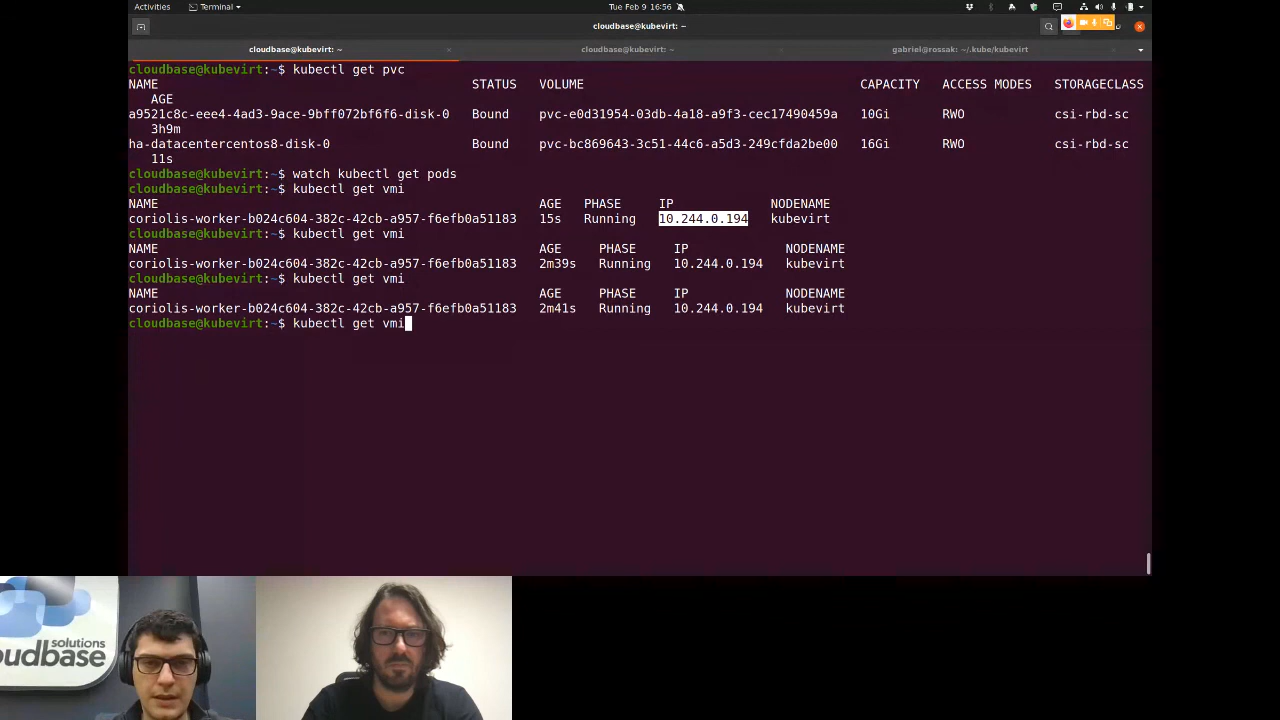 Activities Terminal Tue Feb 9 16:56
cloudbase@kubevirt: ~
cloudbase@kubevirt: ~ cloudbase@kubevirt: ~ gabriel@rossak: ~/.kube/kubevirt
cloudbase@kubevirt:~$ kubectl get pvc
NAME STATUS VOLUME CAPACITY ACCESS MODES STORAGECLASS
AGE
a9521c8c-eee4-4ad3-9ace-9bff072bf6f6-disk-0 Bound pvc-e0d31954-03db-4a18-a9f3-cec17490459a 10Gi RWO csi-rbd-sc
3h9m
ha-datacentercentos8-disk-0 Bound pvc-bc869643-3c51-44c6-a5d3-249cfda2be00 16Gi RWO csi-rbd-sc
11s
cloudbase@kubevirt:~$ watch kubectl get pods
cloudbase@kubevirt:~$ kubectl get vmi
NAME AGE PHASE IP NODENAME
coriolis-worker-b024c604-382c-42cb-a957-f6efb0a51183 15s Running 10.244.0.194 kubevirt
cloudbase@kubevirt:~$ kubectl get vmi
NAME AGE PHASE IP NODENAME
coriolis-worker-b024c604-382c-42cb-a957-f6efb0a51183 2m39s Running 10.244.0.194 kubevirt
cloudbase@kubevirt:~$ kubectl get vmi
NAME AGE PHASE IP NODENAME
coriolis-worker-b024c604-382c-42cb-a957-f6efb0a51183 2m41s Running 10.244.0.194 kubevirt
cloudbase@kubevirt:~$ kubectl get vmi
solutions
oudbase